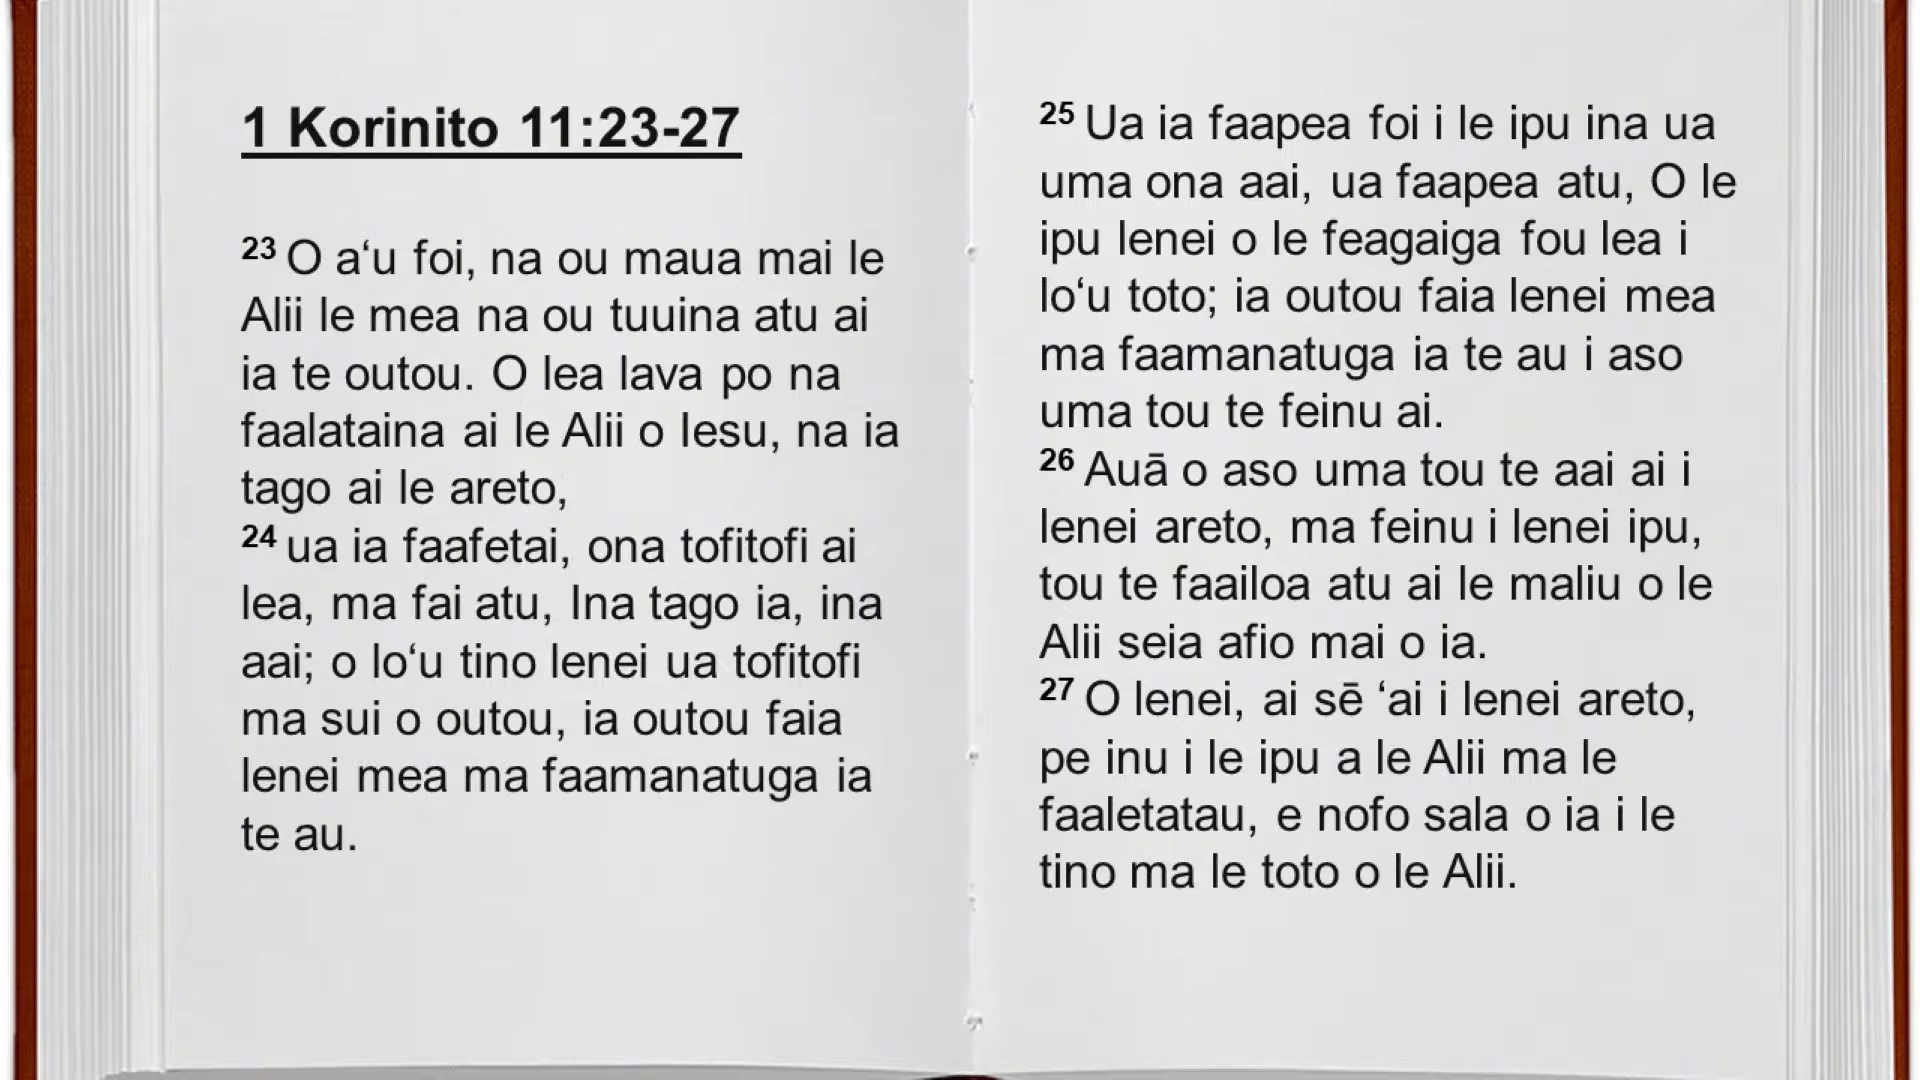 1 Korinito 11:23-27
23 O a‘u foi, na ou maua mai le
Alii le mea na ou tuuina atu ai
ia te outou. O lea lava po na
faalataina ai le Alii o Iesu, na ia
tago ai le areto,
24 ua ia faafetai, ona tofitofi ai
lea, ma fai atu, Ina tago ia, ina
aai; o lo‘u tino lenei ua tofitofi
ma sui o outou, ia outou faia
lenei mea ma faamanatuga ia
te au.
25 Ua ia faapea foi i le ipu ina ua
uma ona aai, ua faapea atu, O le
ipu lenei o le feagaiga fou lea i
lo‘u toto; ia outou faia lenei mea
ma faamanatuga ia te au i aso
uma tou te feinu ai.
26 Auā o aso uma tou te aai ai i
lenei areto, ma feinu i lenei ipu,
tou te faailoa atu ai le maliu o le
Alii seia afio mai o ia.
27 O lenei, ai sē ‘ai i lenei areto,
pe inu i le ipu a le Alii ma le
faaletatau, e nofo sala o ia i le
tino ma le toto o le Alii.